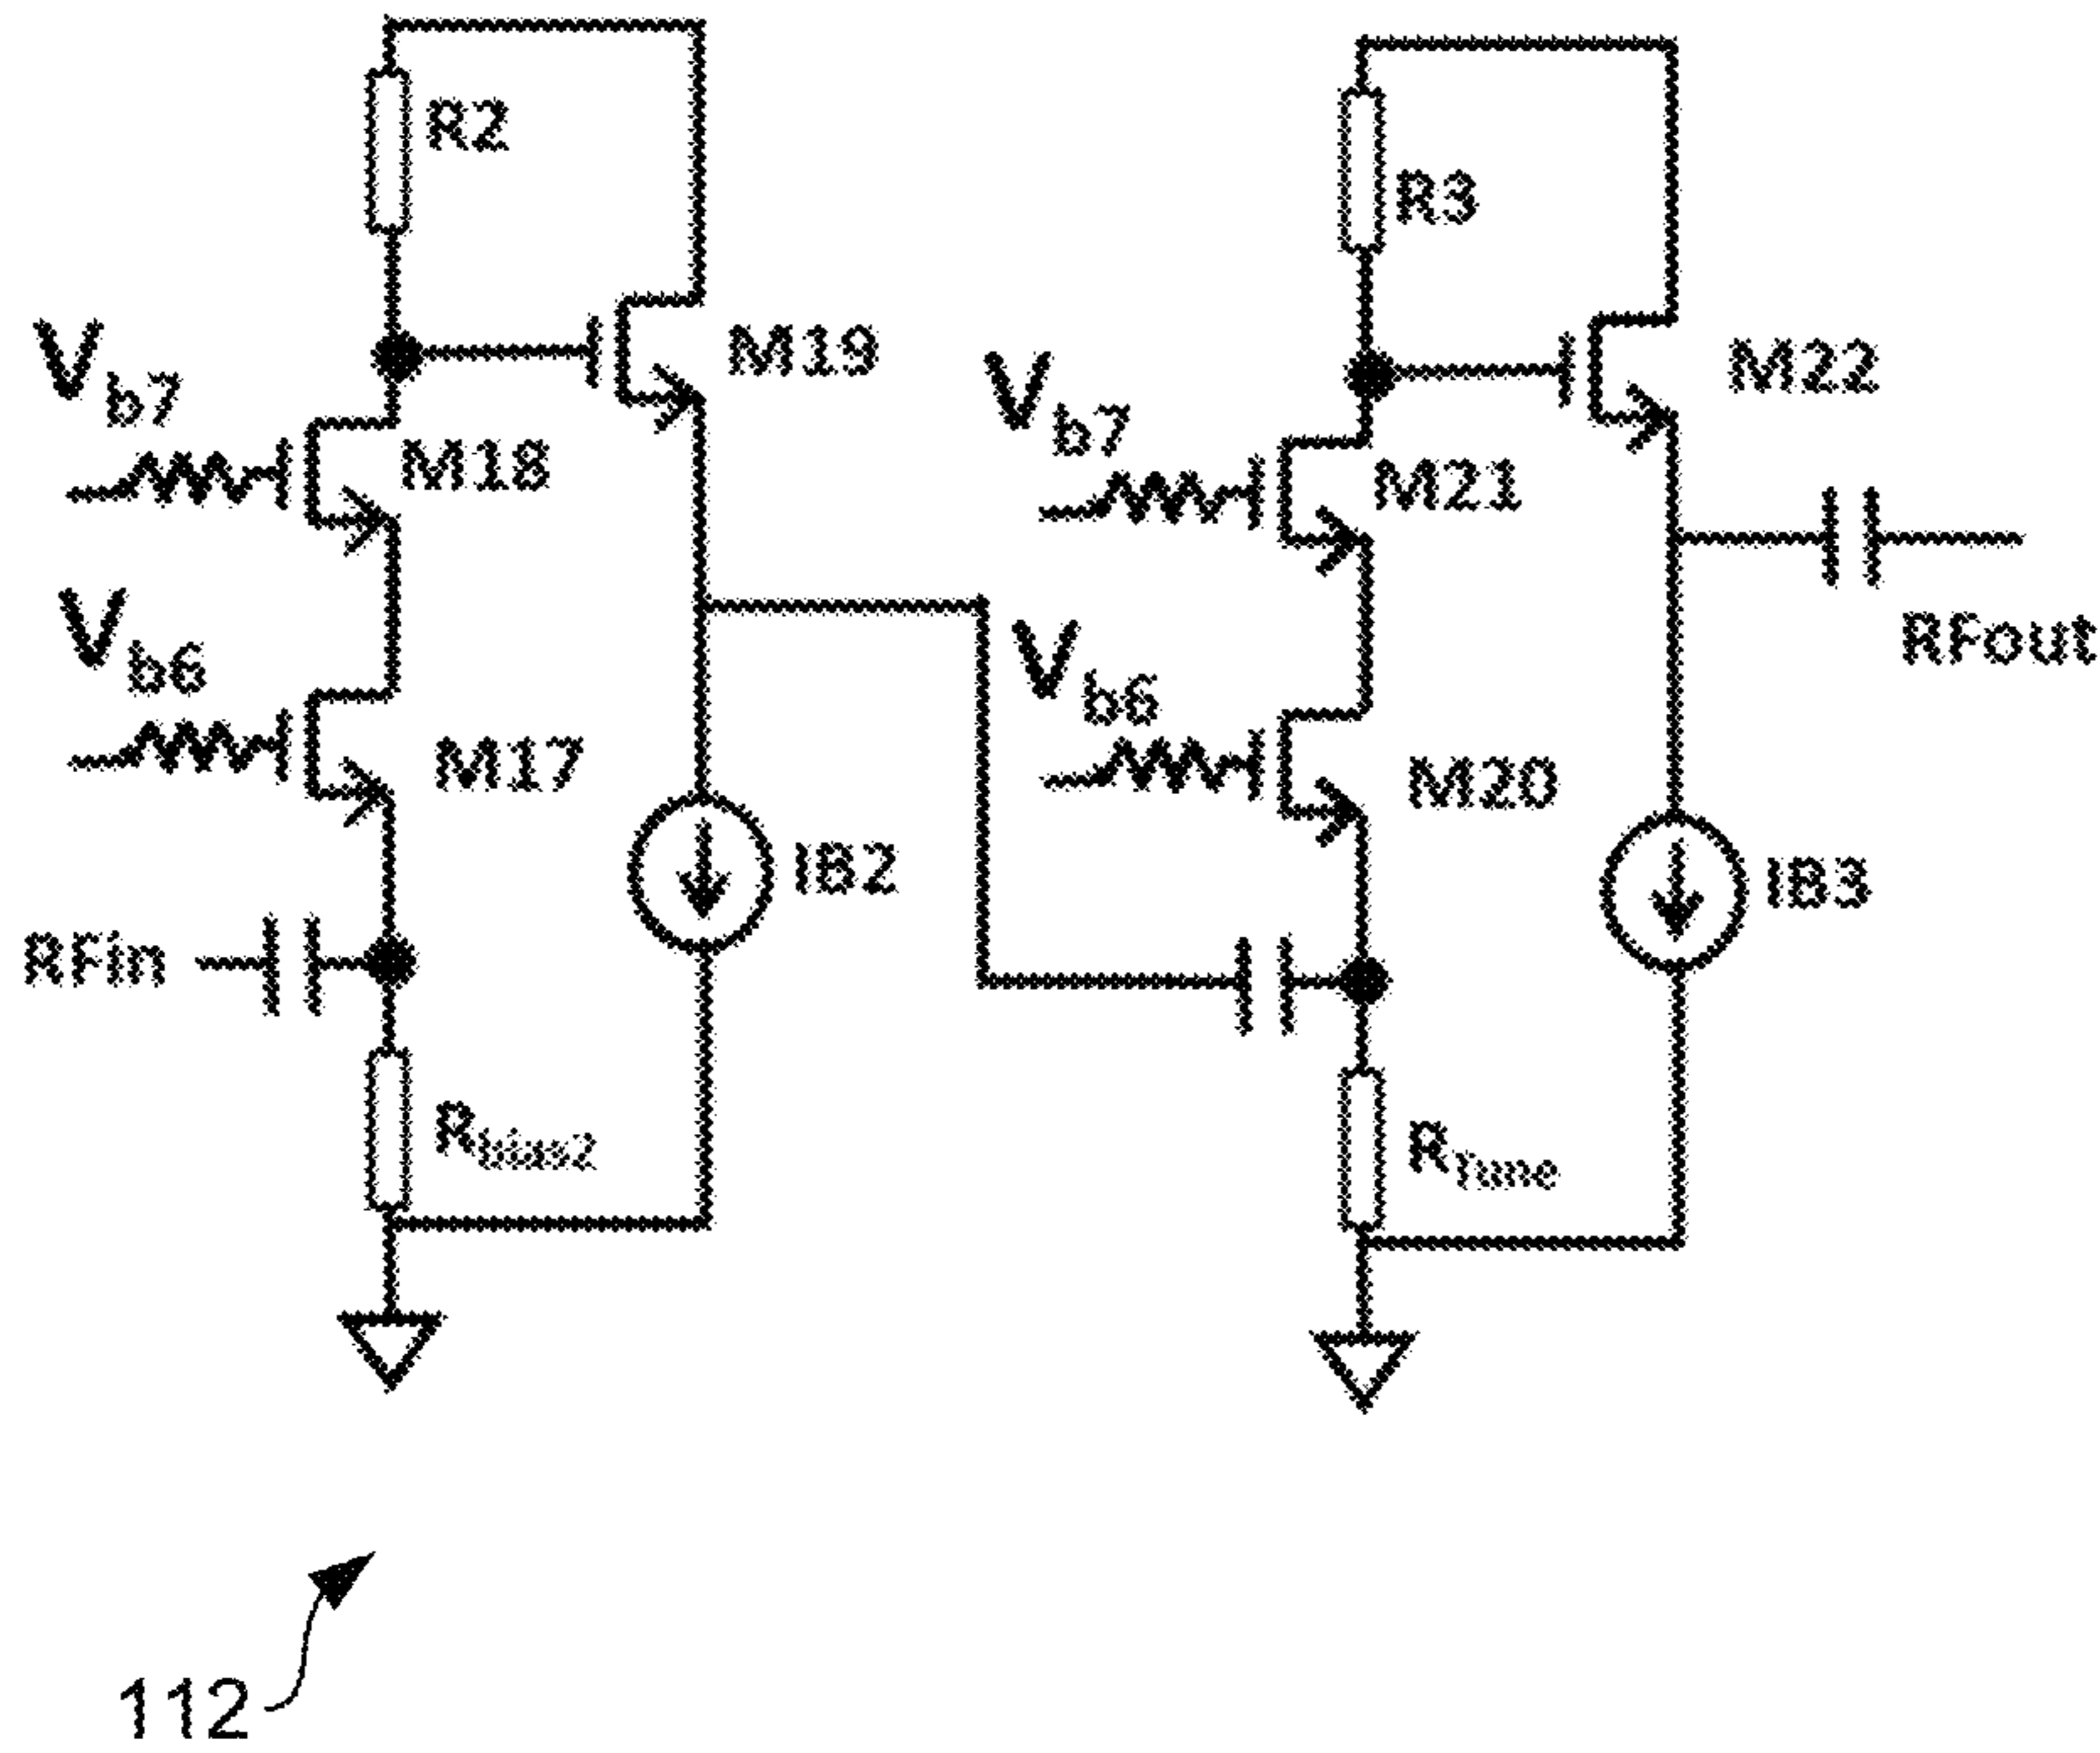 R2
R3
M19
M22
Vb7
M18
Vb7
M21
RFout
Vb6
M17
Vb6
M20
IB2
IB3
RFin
Rbias2
RTune
112